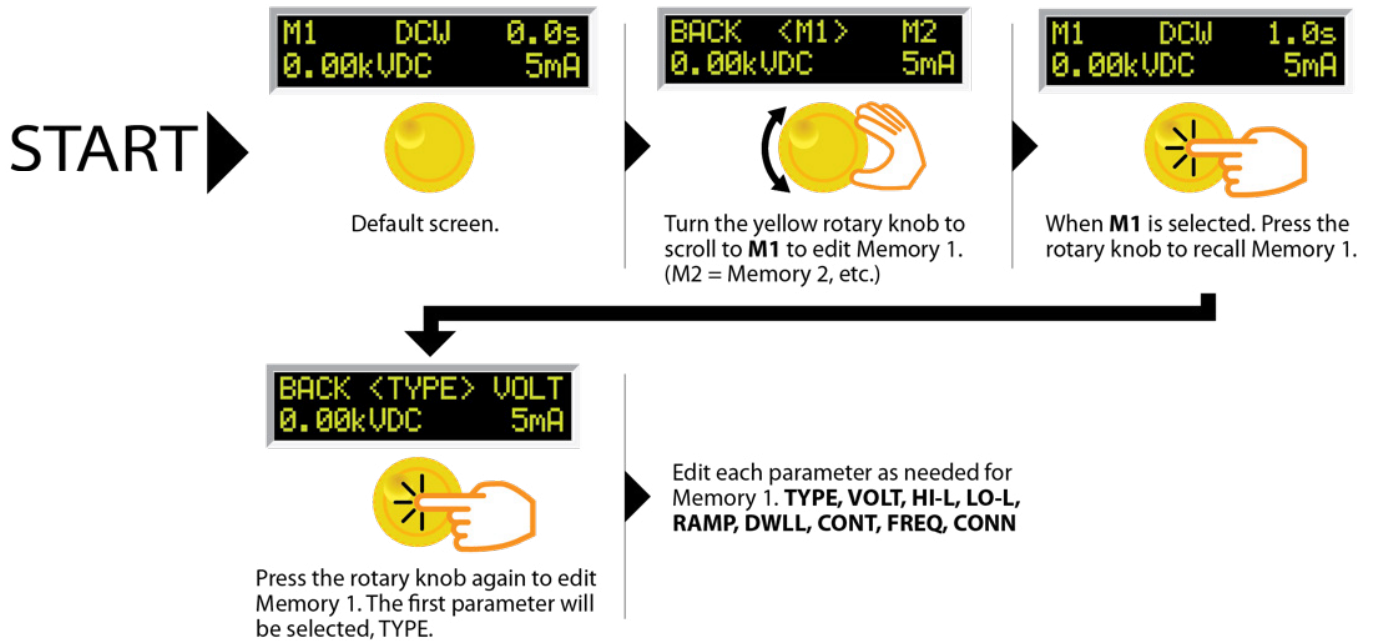 START
M1 DCW 0.0s
0.00kVDC 5mA
Default screen.
BACK <M1> M2
0.00kVDC 5mA
Turn the yellow rotary knob to
scroll to M1 to edit Memory 1.
(M2 = Memory 2, etc.)
M1 DCW 1.0s
0.00kVDC 5mA
When M1 is selected. Press the
rotary knob to recall Memory 1.
BACK <TYPE> VOLT
0.00kVDC 5mA
Press the rotary knob again to edit
Memory 1. The first parameter will
be selected, TYPE.
Edit each parameter as needed for
Memory 1. TYPE, VOLT, HI-L, LO-L,
RAMP, DWLL, CONT, FREQ, CONN